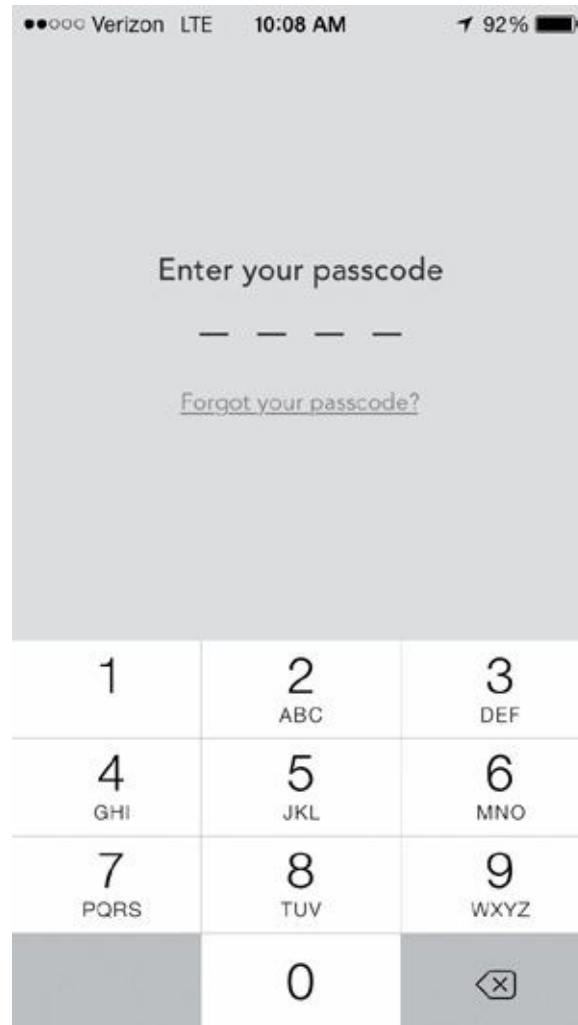 Verizon LTE 10:08 AM 92%
Enter your passcode
Forgot your passcode?
1 2 3
ABC DEF
4 5 6
GHI JKL MNO
7 8 9
PQRS TUV WXYZ
0